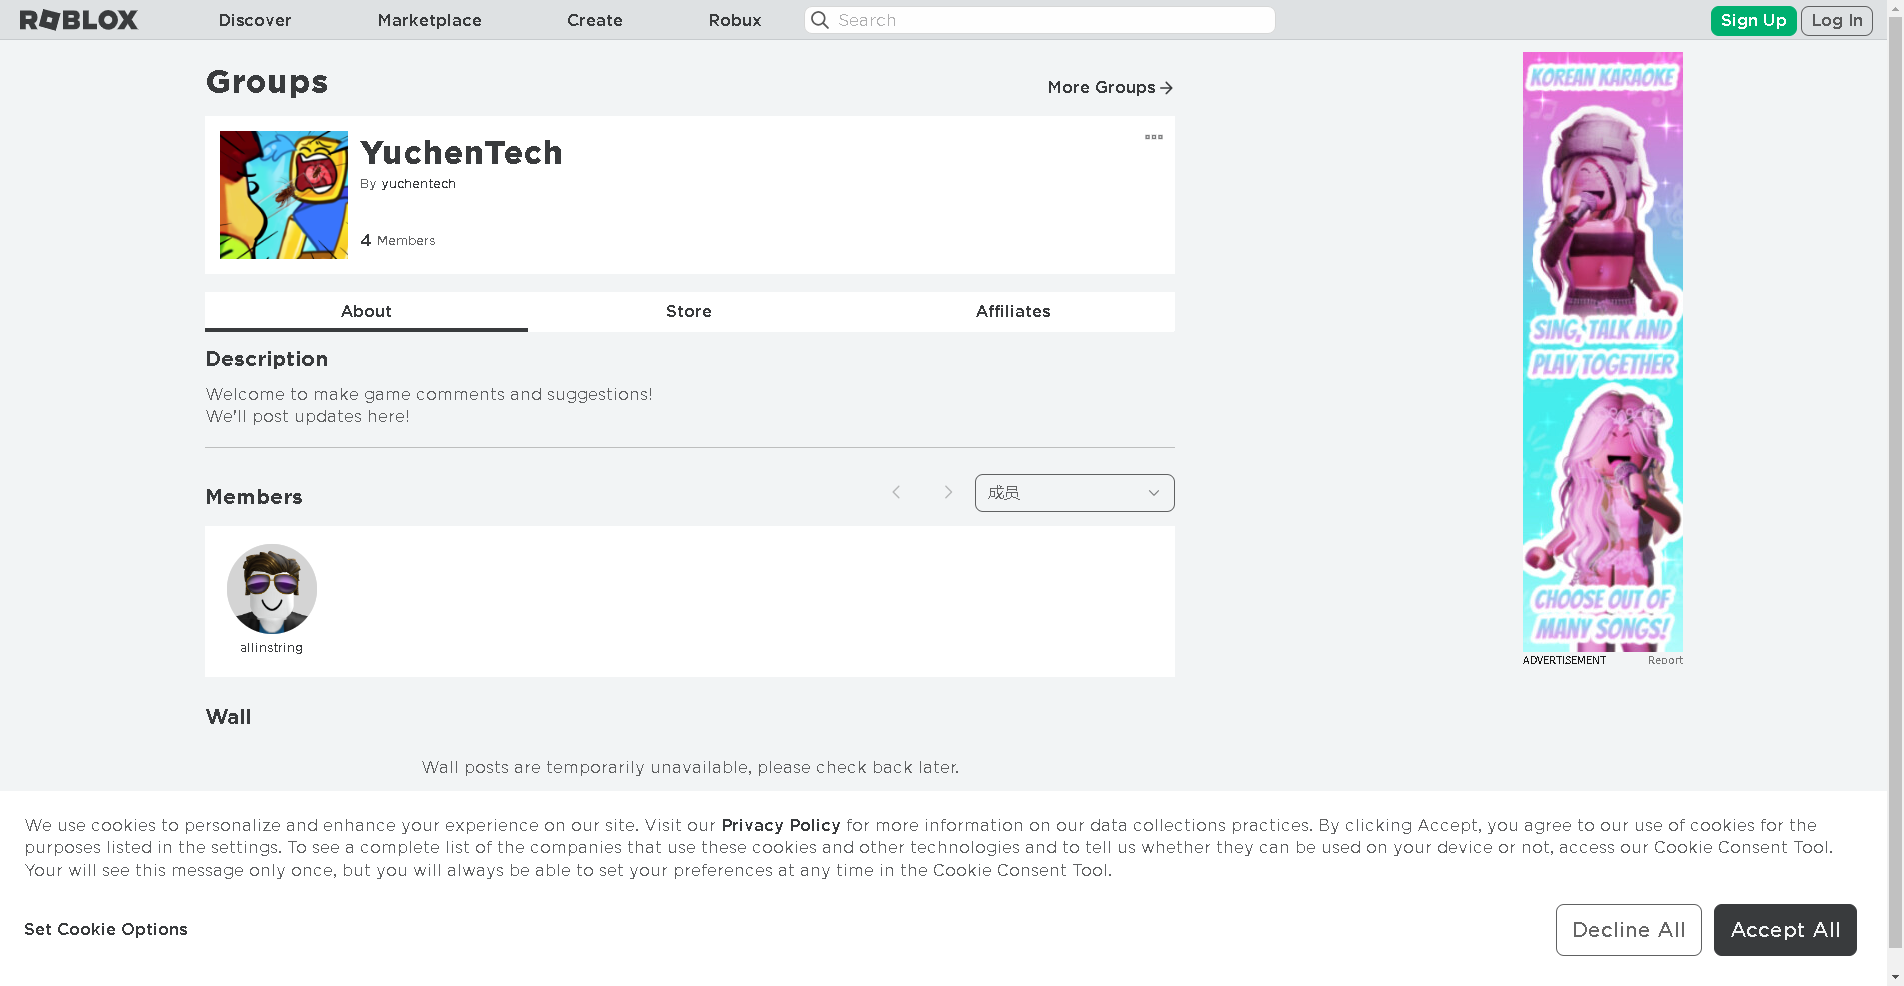 ROBLOX
Discover
Marketplace
Create
Robux
Search
Sign Up
Log In
Groups
More Groups
YuchenTech
By yuchentech
4 Members
About
Store
Affiliates
Description
Welcome to make game comments and suggestions!
We'll post updates here!
Members
成员
allinstring
Wall
Wall posts are temporarily unavailable, please check back later.
KOREAN KARAOKE
SING, TALK AND
PLAY TOGETHER
CHOOSE OUT OF
MANY SONGS!
ADVERTISEMENT
Report
We use cookies to personalize and enhance your experience on our site. Visit our Privacy Policy for more information on our data collections practices. By clicking Accept, you agree to our use of cookies for the
purposes listed in the settings. To see a complete list of the companies that use these cookies and other technologies and to tell us whether they can be used on your device or not, access our Cookie Consent Tool.
Your will see this message only once, but you will always be able to set your preferences at any time in the Cookie Consent Tool.
Set Cookie Options
Decline All
Accept All